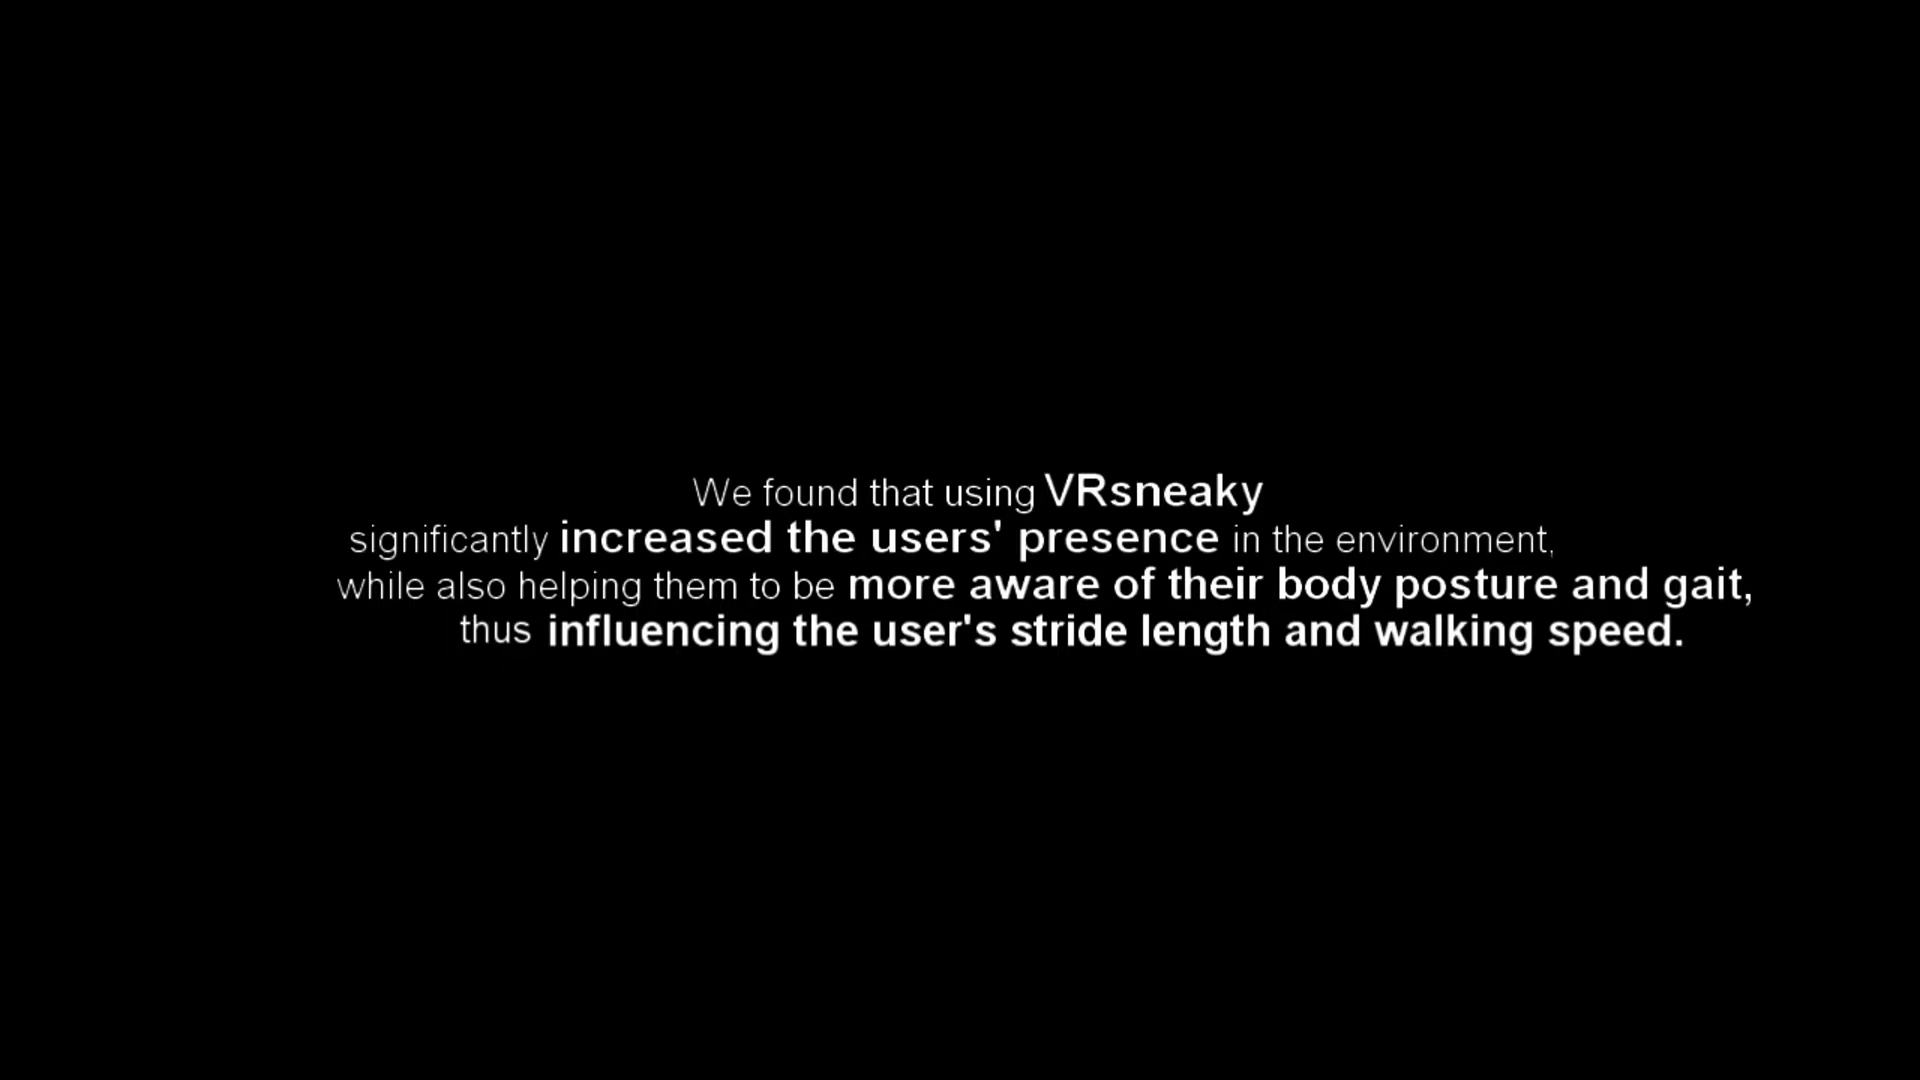 We found that using VRsneaky
significantly increased the users' presence in the environment,
while also helping them to be more aware of their body posture and gait,
thus influencing the user's stride length and walking speed.